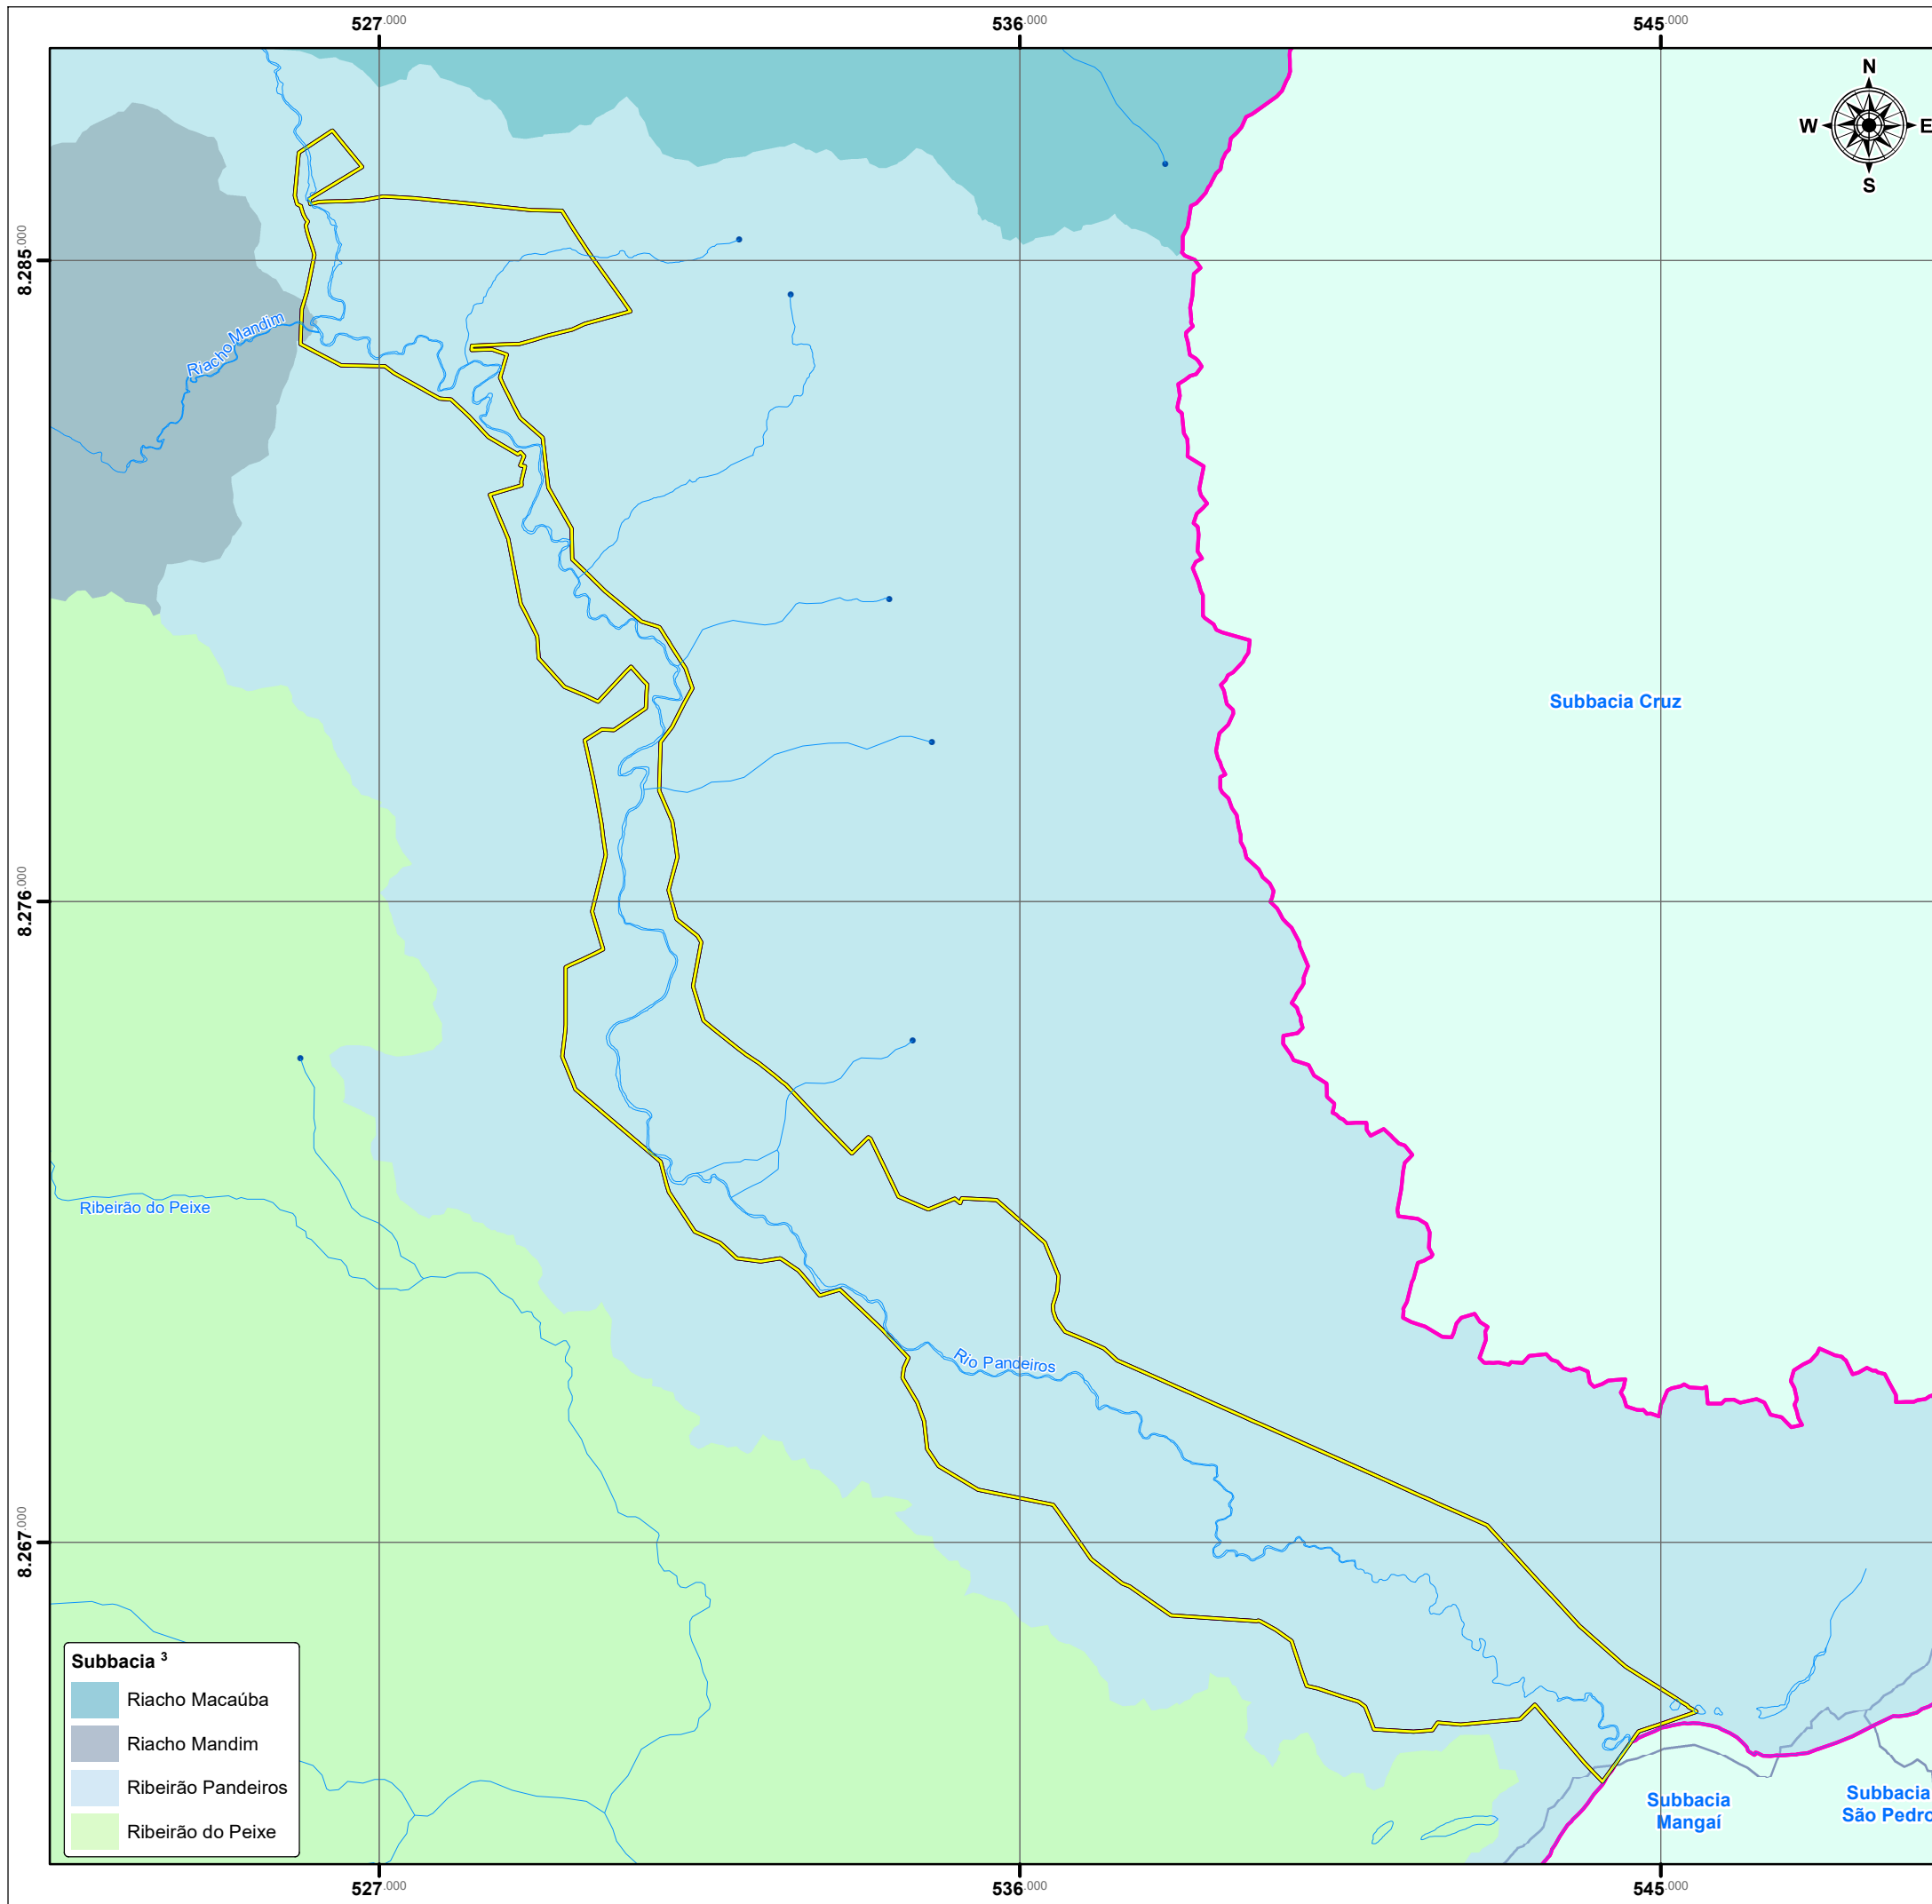 527.000
536.000
545.000
N
W
E
S
8.285.000
Riacho Mandim
Subbacia Cruz
8.276.000
Ribeirão do Peixe
Rio Pandeiros
8.267.000
Subbacia ³
Riacho Macaúba
Riacho Mandim
Ribeirão Pandeiros
Ribeirão do Peixe
Subbacia
Mangaí
Subbacia
São Pedro
527.000
536.000
545.000